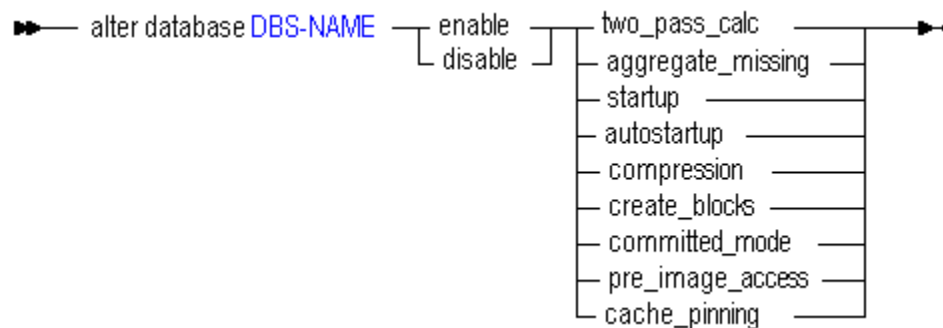 alter database DBS-NAME enable two_pass_calc
disable aggregate_missing
startup
autostartup
compression
create_blocks
committed_mode
pre_image_access
cache_pinning